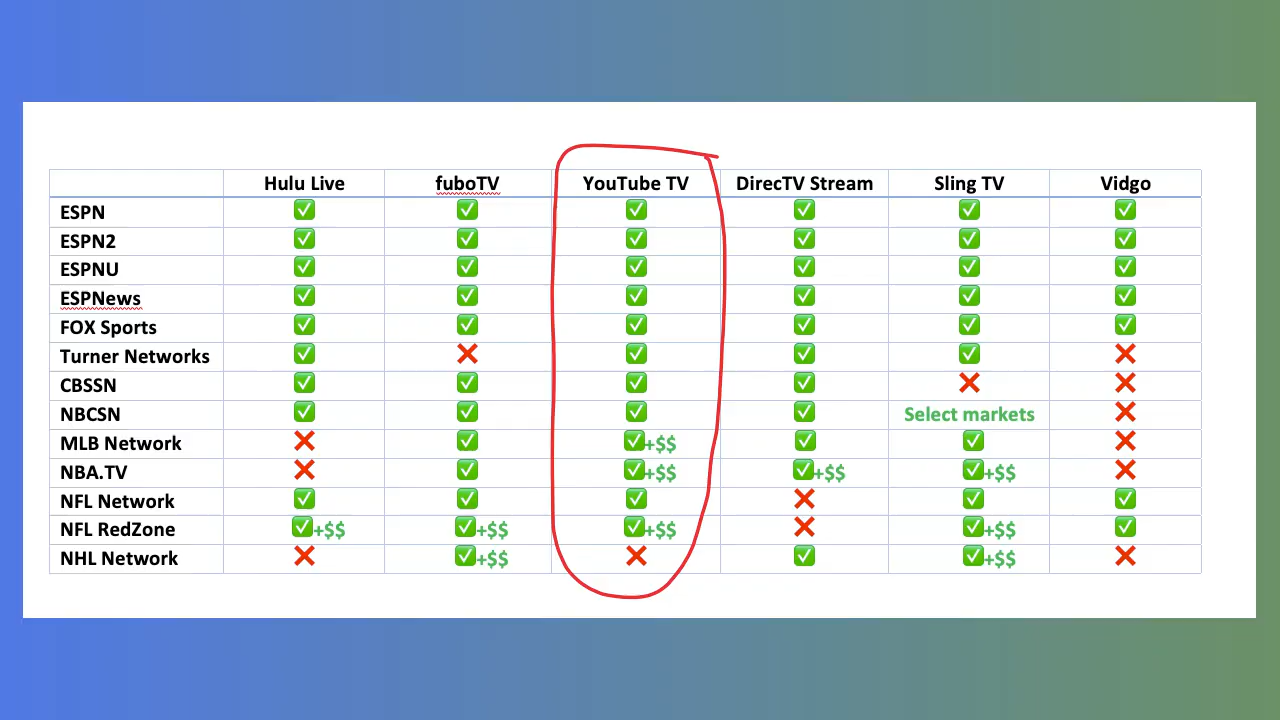 Hulu Live fuboTV YouTube TV DirecTV Stream Sling TV Vidgo
ESPN ✅ ✅ ✅ ✅ ✅ ✅
ESPN2 ✅ ✅ ✅ ✅ ✅ ✅
ESPNU ✅ ✅ ✅ ✅ ✅ ✅
ESPNews ✅ ✅ ✅ ✅ ✅ ✅
FOX Sports ✅ ✅ ✅ ✅ ✅ ✅
Turner Networks ✅ ❌ ✅ ✅ ✅ ❌
CBSSN ✅ ✅ ✅ ✅ ❌ ❌
NBCSN ✅ ✅ ✅ ✅ Select markets ❌
MLB Network ❌ ✅ ✅+$$ ✅ ✅ ❌
NBA.TV ❌ ✅ ✅+$$ ✅+$$ ✅+$$ ❌
NFL Network ✅ ✅ ✅ ❌ ✅ ✅
NFL RedZone ✅+$$ ✅+$$ ✅+$$ ❌ ✅+$$ ✅
NHL Network ❌ ✅+$$ ❌ ✅ ✅+$$ ❌